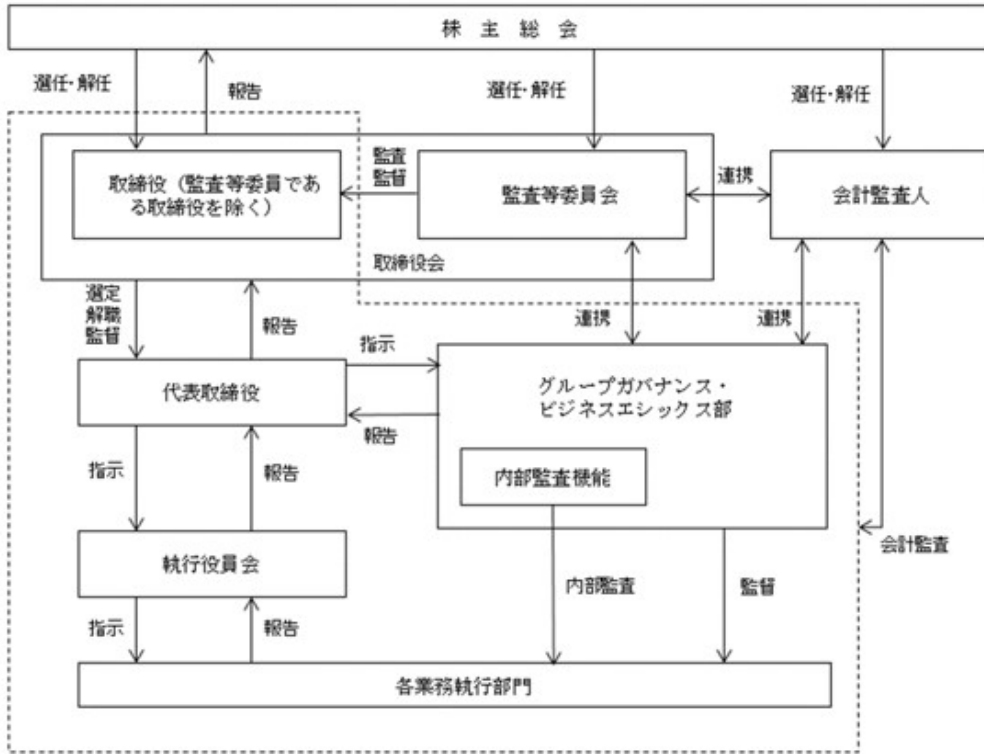 株主総会
選任・解任
報告
選任・解任
選任・解任
取締役（監査等委員であ
る取締役を除く）
監査
監督
監査等委員会
連携
会計監査人
取締役会
選定
解職
監督
報告
連携
連携
指示
代表取締役
報告
グループガバナンス・
ビジネスエシックス部
内部監査機能
指示
報告
会計監査
執行役員会
内部監査
監督
指示
報告
各業務執行部門